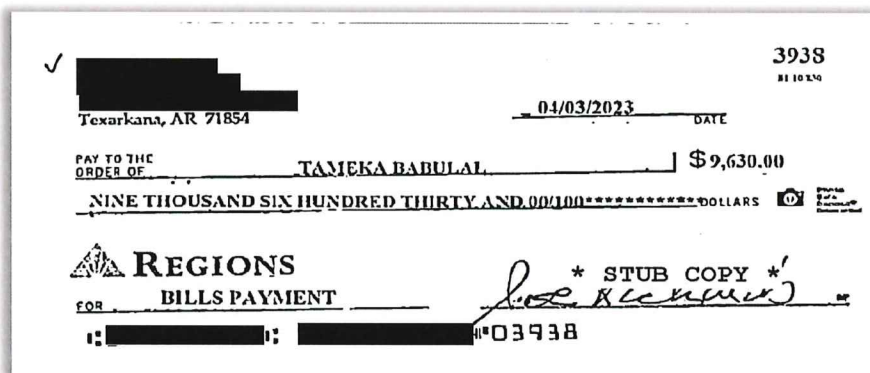 3938
Texarkana, AR 71854
04/03/2023
DATE
PAY TO THE
ORDER OF
TAMEKA BABULAL
$ 9,630.00
NINE THOUSAND SIX HUNDRED THIRTY AND 00/100************DOLLARS
REGIONS
* STUB COPY *
FOR BILLS PAYMENT
⑈03938